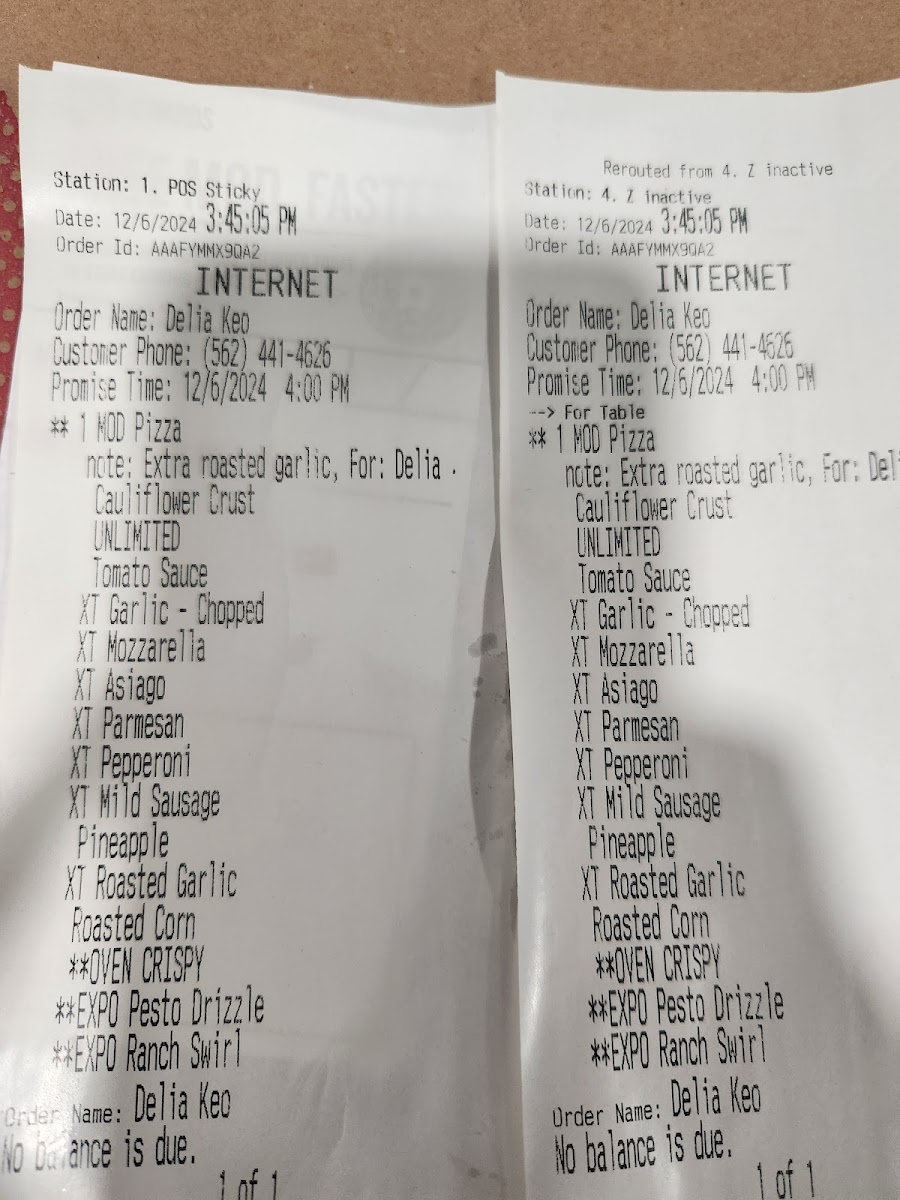 Station: 1. POS Sticky
Date: 12/6/2024 3:45:05 PM
Order Id: AAAFYMMX9QA2
INTERNET
Order Name: Delia Keo
Customer Phone: (562) 441-4626
Promise Time: 12/6/2024 4:00 PM
** 1 MOD Pizza
note: Extra roasted garlic, For: Delia .
Cauliflower Crust
UNLIMITED
Tomato Sauce
XT Garlic - Chopped
XT Mozzarella
XT Asiago
XT Parmesan
XT Pepperoni
XT Mild Sausage
Pineapple
XT Roasted Garlic
Roasted Corn
**OVEN CRISPY
**EXPO Pesto Drizzle
**EXPO Ranch Swirl
Order Name: Delia Keo
No balance is due.
1 of 1
Rerouted from 4. Z inactive
Station: 4. Z inactive
Date: 12/6/2024 3:45:05 PM
Order Id: AAAFYMMX9QA2
INTERNET
Order Name: Delia Keo
Customer Phone: (562) 441-4626
Promise Time: 12/6/2024 4:00 PM
--> For Table
** 1 MOD Pizza
note: Extra roasted garlic, For: Deli
Cauliflower Crust
UNLIMITED
Tomato Sauce
XT Garlic - Chopped
XT Mozzarella
XT Asiago
XT Parmesan
XT Pepperoni
XT Mild Sausage
Pineapple
XT Roasted Garlic
Roasted Corn
**OVEN CRISPY
**EXPO Pesto Drizzle
**EXPO Ranch Swirl
Order Name: Delia Keo
No balance is due.
1 of 1